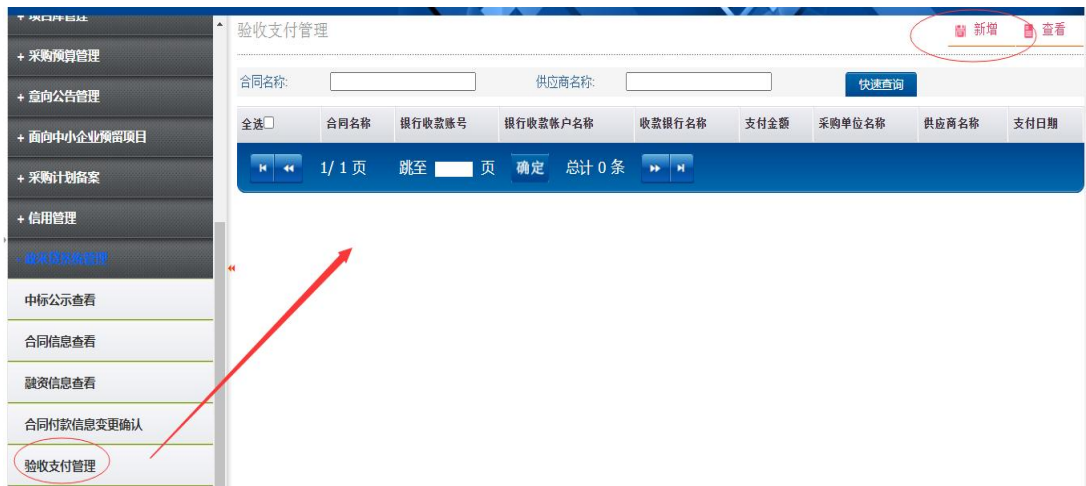 验收支付管理
新增 查看
合同名称: 供应商名称: 快速查询
全选 合同名称 银行收款账号 银行收款帐户名称 收款银行名称 支付金额 采购单位名称 供应商名称 支付日期
1/ 1 页 跳至 页 确定 总计 0 条
+ 采购预算管理
+ 意向公告管理
+ 面向中小企业预留项目
+ 采购计划备案
+ 信用管理
中标公示查看
合同信息查看
融资信息查看
合同付款信息变更确认
验收支付管理